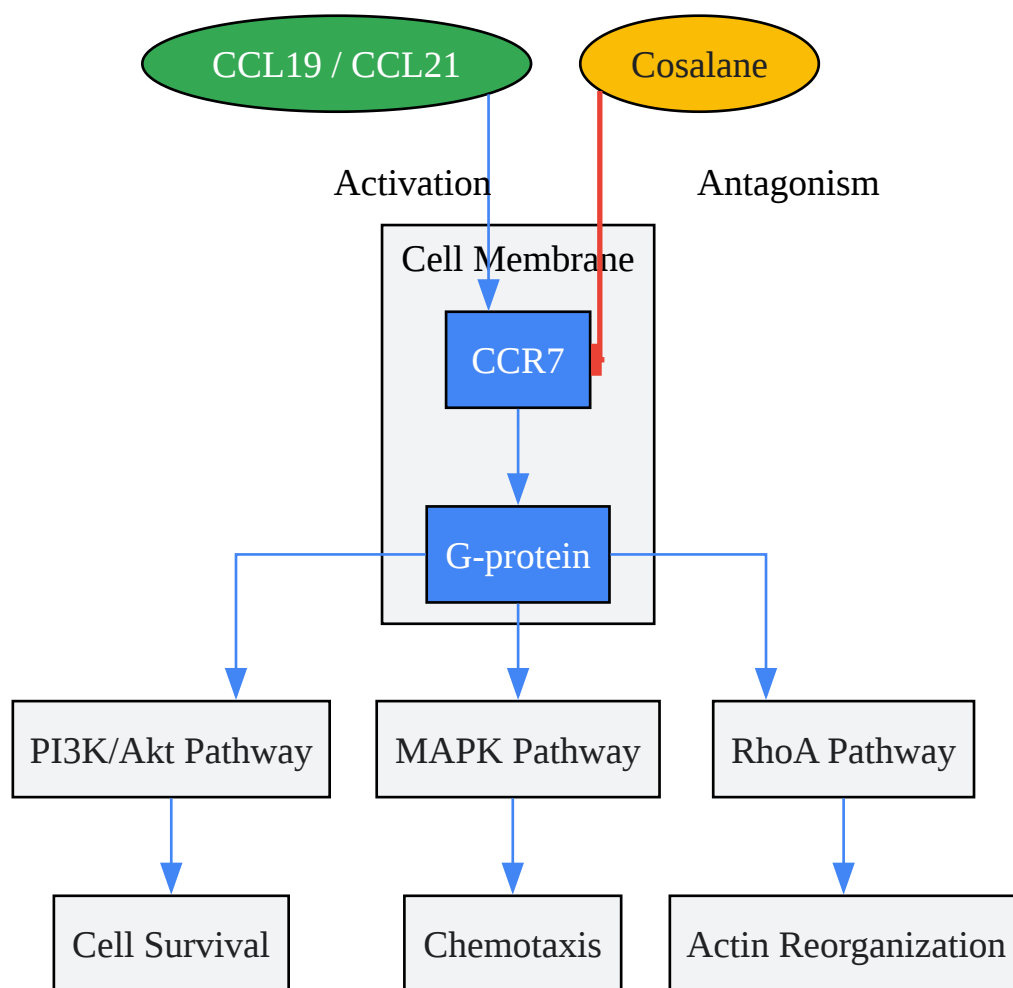 CCL19 / CCL21
Cosalane
Activation
Antagonism
Cell Membrane
CCR7
G-protein
PI3K/Akt Pathway
MAPK Pathway
RhoA Pathway
Cell Survival
Chemotaxis
Actin Reorganization